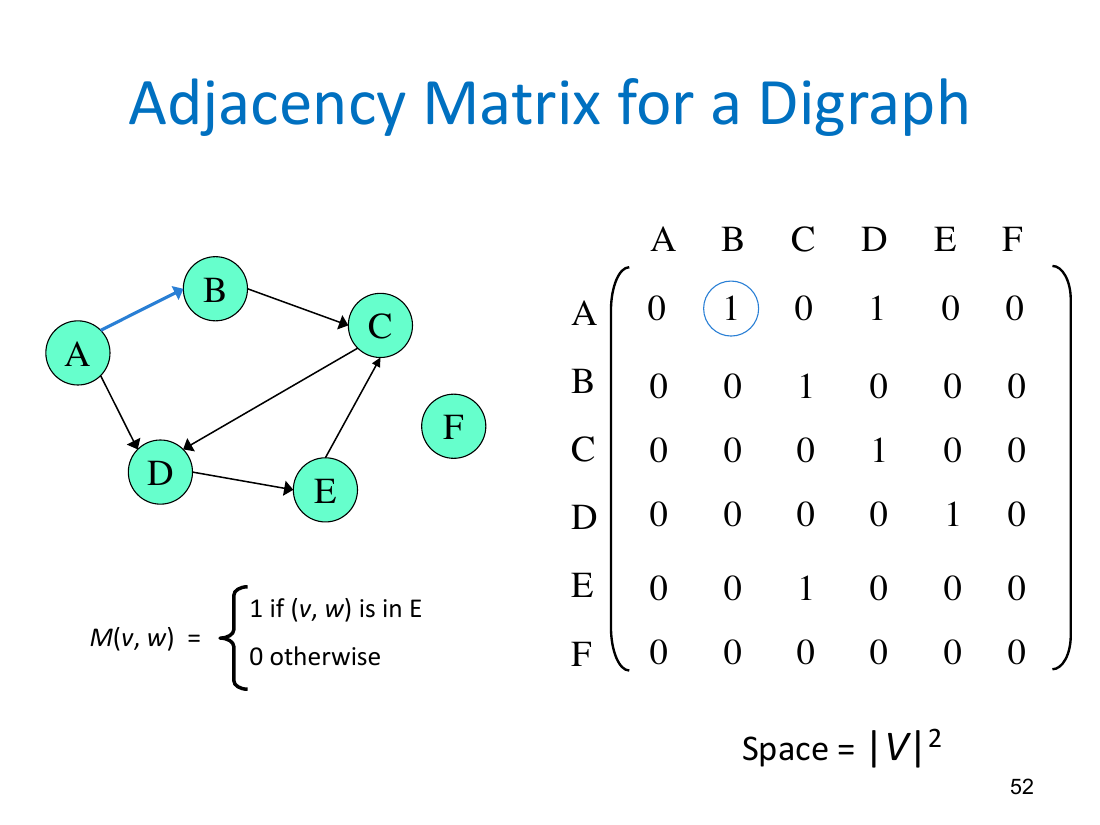 Adjacency Matrix for a Digraph
A
B
C
D
E
F
M(v, w) =
1 if (v, w) is in E
0 otherwise
A B C D E F
A 0 1 0 1 0 0
B 0 0 1 0 0 0
C 0 0 0 1 0 0
D 0 0 0 0 1 0
E 0 0 1 0 0 0
F 0 0 0 0 0 0
Space = |V|²
52